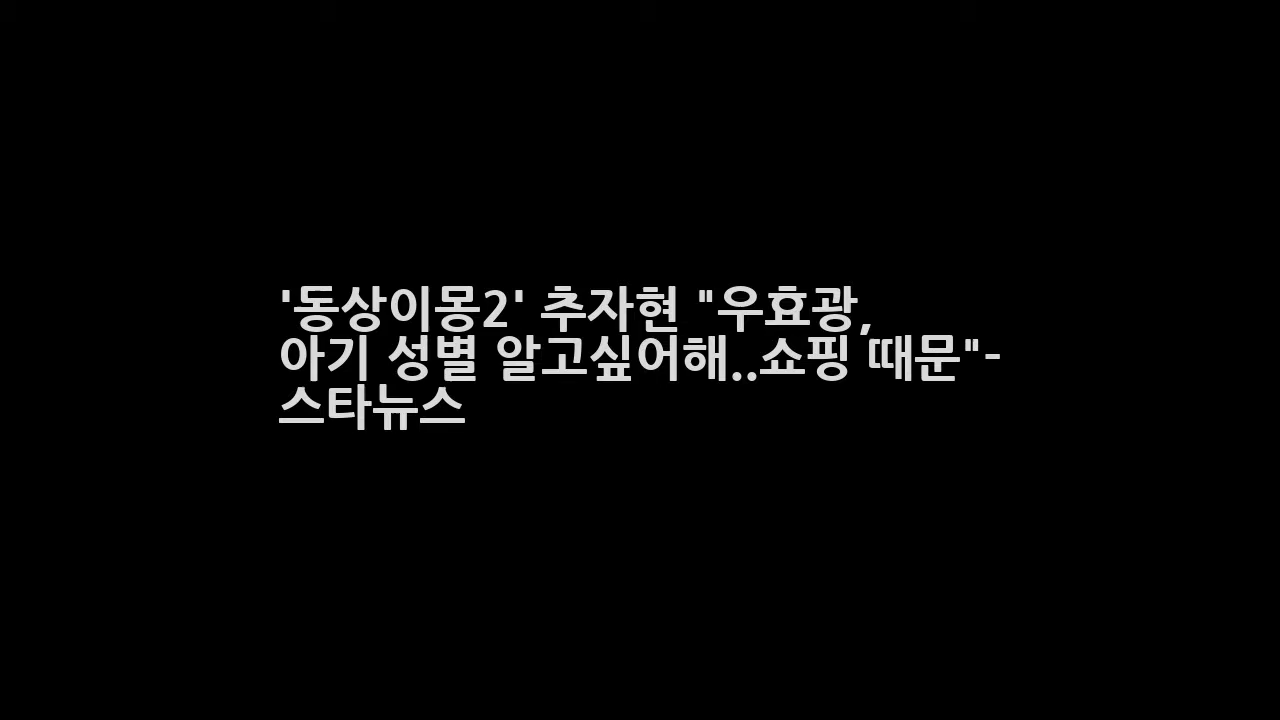 '동상이몽2' 추자현 "우효광,
아기 성별 알고싶어해..쇼핑 때문"-
스타뉴스